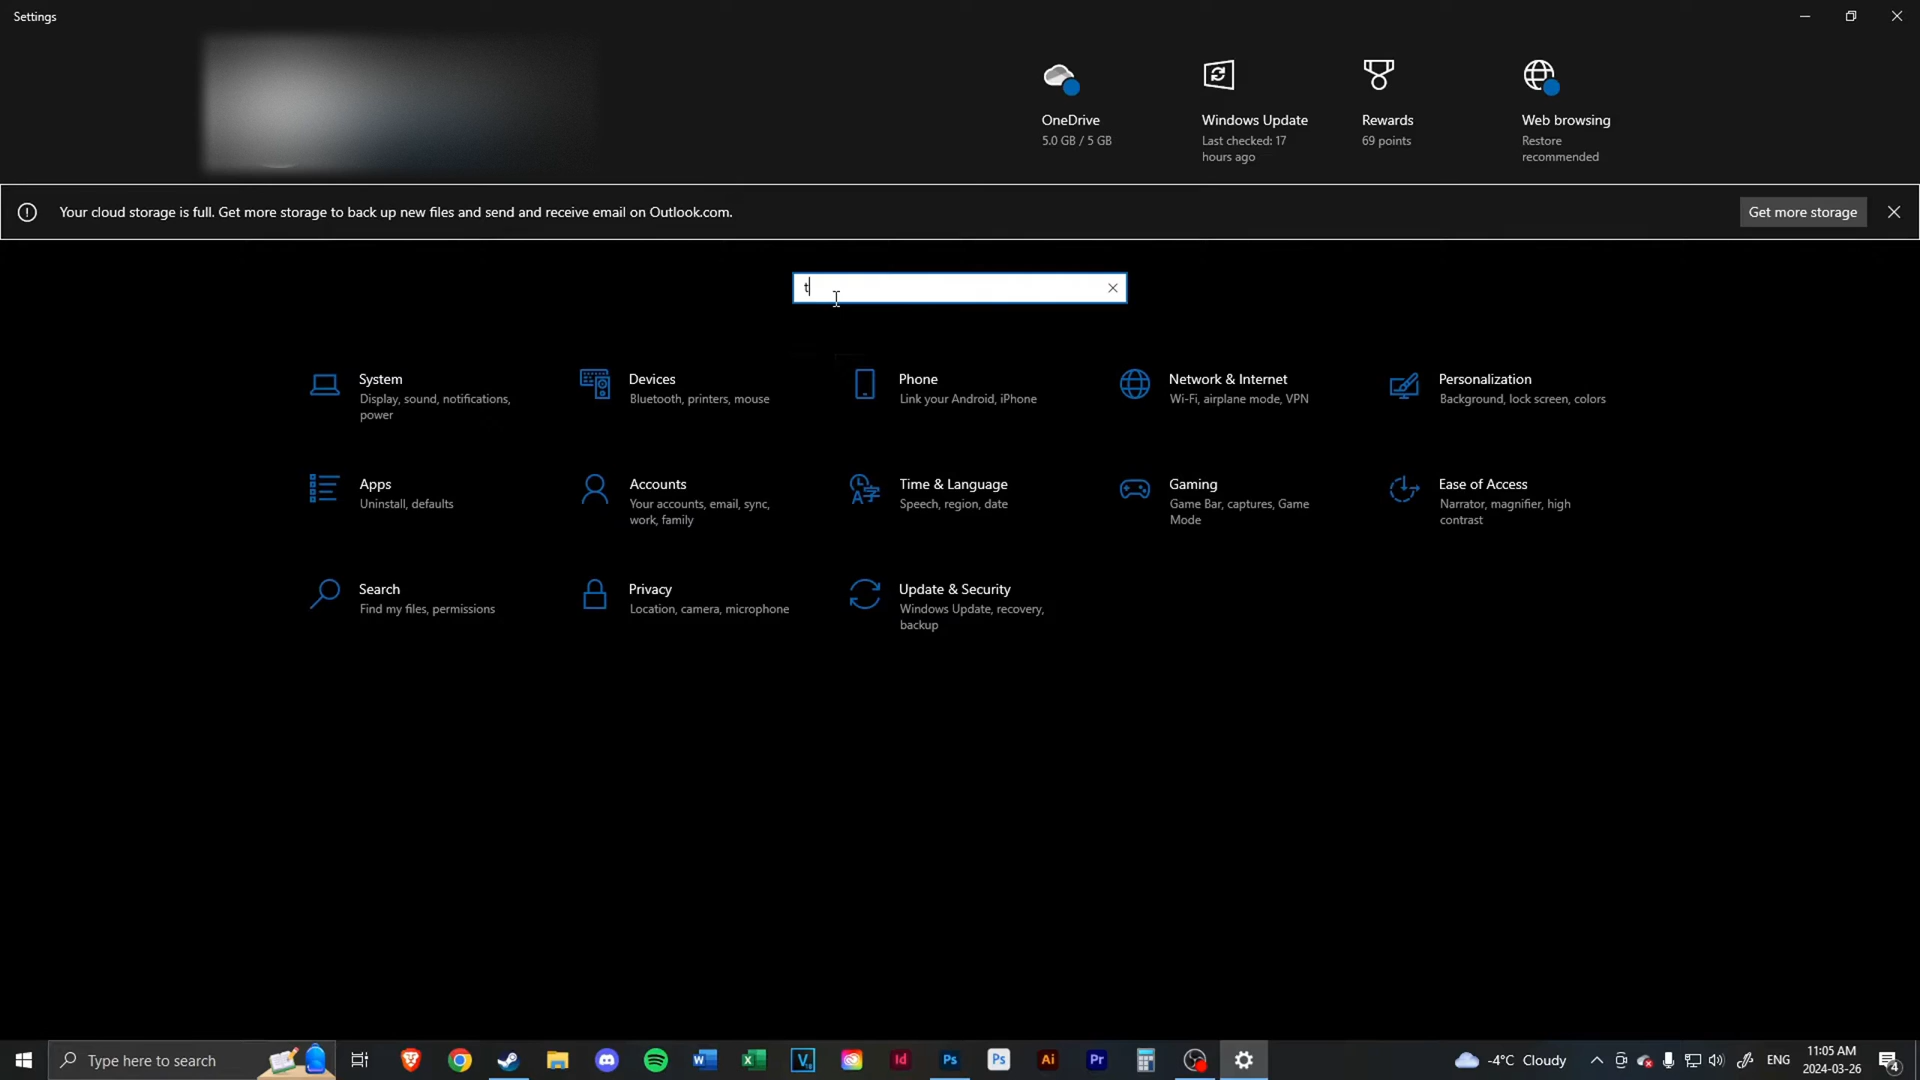 Settings
OneDrive
5.0 GB / 5 GB
Windows Update
Last checked: 17
hours ago
Rewards
69 points
Web browsing
Restore
recommended
Your cloud storage is full. Get more storage to back up new files and send and receive email on Outlook.com.
Get more storage
t
System
Display, sound, notifications,
power
Devices
Bluetooth, printers, mouse
Phone
Link your Android, iPhone
Network & Internet
Wi-Fi, airplane mode, VPN
Personalization
Background, lock screen, colors
Apps
Uninstall, defaults
Accounts
Your accounts, email, sync,
work, family
Time & Language
Speech, region, date
Gaming
Game Bar, captures, Game
Mode
Ease of Access
Narrator, magnifier, high
contrast
Search
Find my files, permissions
Privacy
Location, camera, microphone
Update & Security
Windows Update, recovery,
backup
Type here to search
Id
Ps
Ps
Ai
Pr
-4°C Cloudy
ENG
11:05 AM
2024-03-26
4